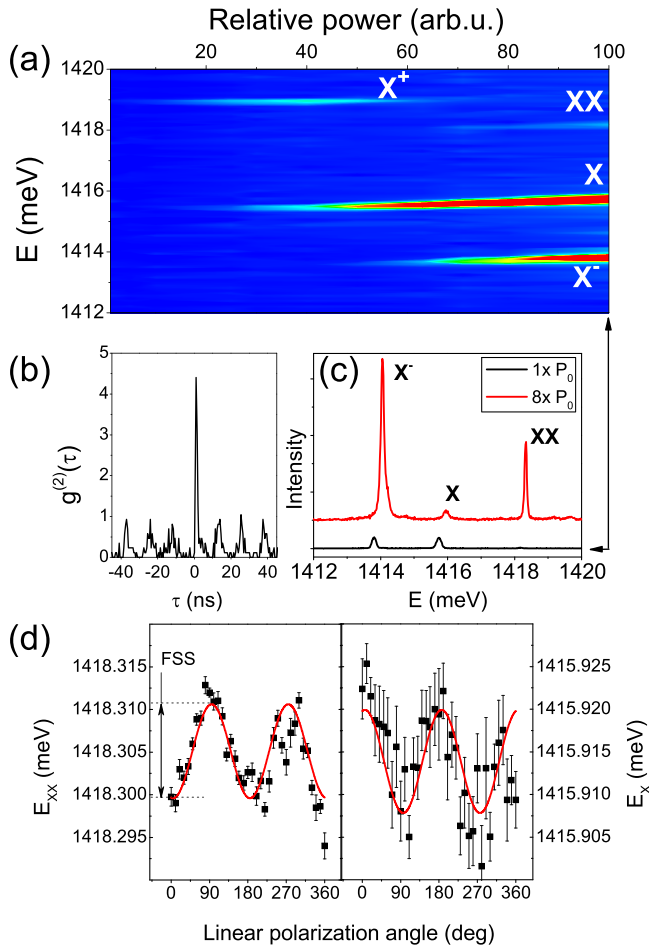 Relative power (arb.u.)
20 40 60 80 100
(a)
1420
1418
1416
1414
1412
E (meV)
X+
XX
X
X-
(b)
5
4
3
2
1
0
g(2)(τ)
-40 -20 0 20 40
τ (ns)
(c)
1x P0
8x P0
X-
X
XX
Intensity
1412 1414 1416 1418 1420
E (meV)
(d)
FSS
1418.315
1418.310
1418.305
1418.300
1418.295
EXX (meV)
1415.925
1415.920
1415.915
1415.910
1415.905
Ex (meV)
0 90 180 270 360
0 90 180 270 360
Linear polarization angle (deg)